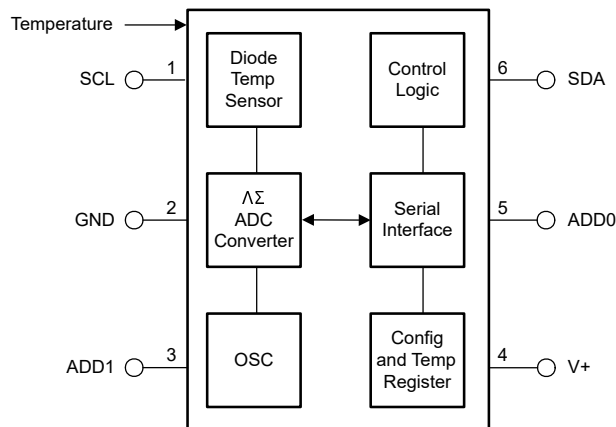 Temperature
SCL
1
Diode
Temp
Sensor
Control
Logic
6
SDA
GND
2
ΛΣ
ADC
Converter
Serial
Interface
5
ADD0
ADD1
3
OSC
Config
and Temp
Register
4
V+